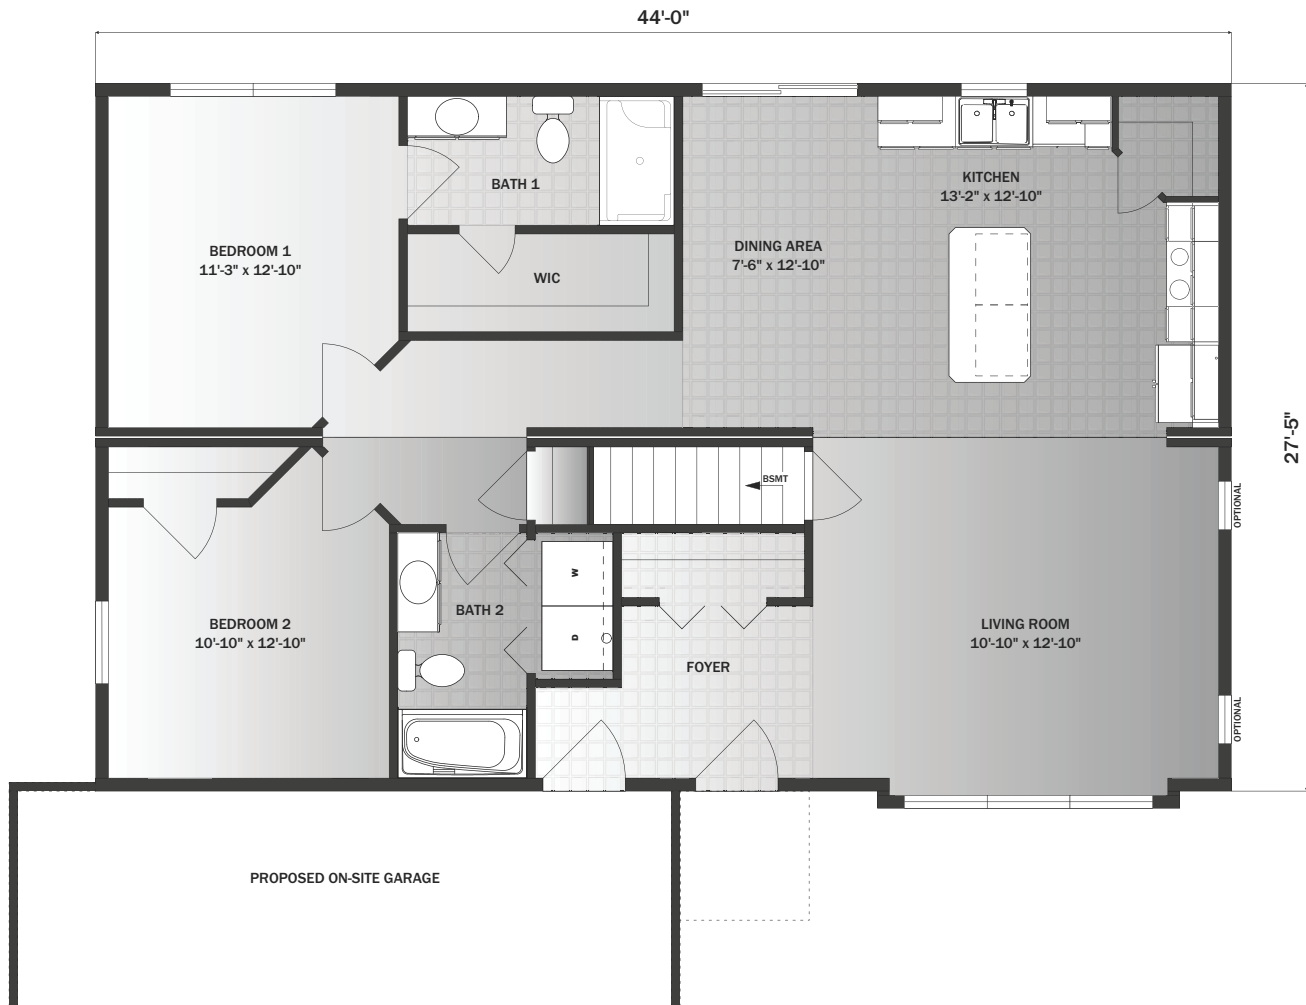 44'-0"
BATH 1
KITCHEN
13'-2" x 12'-10"
BEDROOM 1
11'-3" x 12'-10"
DINING AREA
7'-6" x 12'-10"
WIC
27'-5"
BSMT
OPTIONAL
W
BATH 2
BEDROOM 2
10'-10" x 12'-10"
LIVING ROOM
10'-10" x 12'-10"
D
FOYER
OPTIONAL
PROPOSED ON-SITE GARAGE